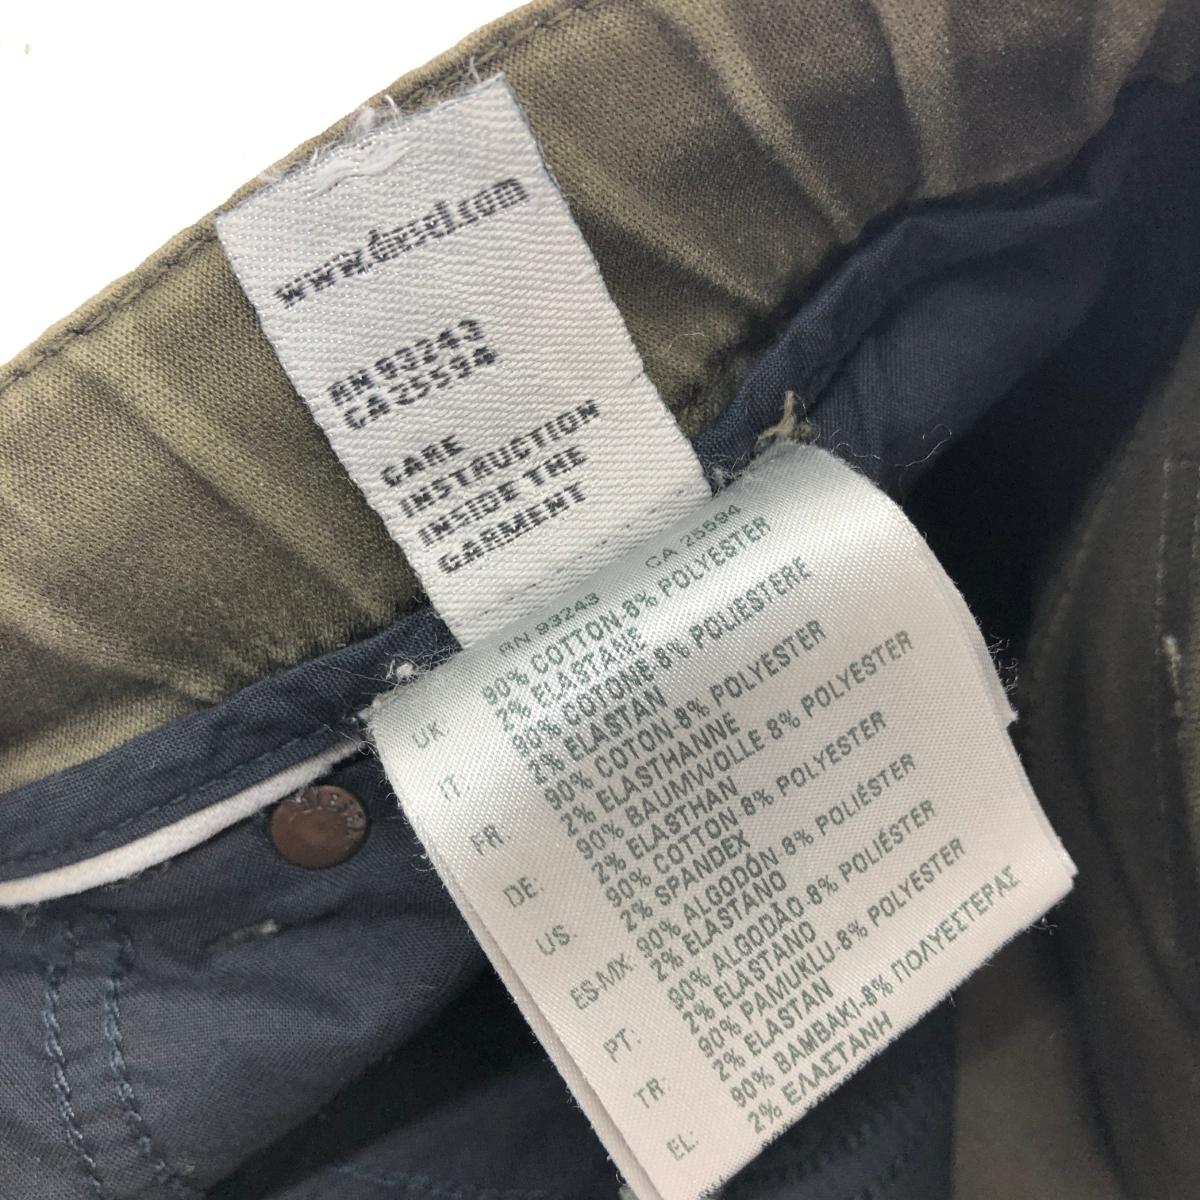 www.diesel.com
RN 93243
CA 25594
CARE
INSTRUCTION
INSIDE THE
GARMENT
RN 93243 CA 25594
UK: 90% COTTON-8% POLYESTER
2% ELASTANE
IT: 90% COTONE-8% POLIESTERE
2% ELASTAN
FR: 90% COTON-8% POLYESTER
2% ELASTHANNE
DE: 90% BAUMWOLLE-8% POLYESTER
2% ELASTHAN
US: 90% COTTON-8% POLYESTER
2% SPANDEX
ES-MX: 90% ALGODÓN-8% POLIÉSTER
2% ELASTANO
PT: 90% ALGODÃO-8% POLIÉSTER
2% ELASTANO
TR: 90% PAMUKLU-8% POLYESTER
2% ELASTAN
EL: 90% ΒΑΜΒΑΚΙ-8% ΠΟΛΥΕΣΤΕΡΑΣ
2% ΕΛΑΣΤΑΝΗ